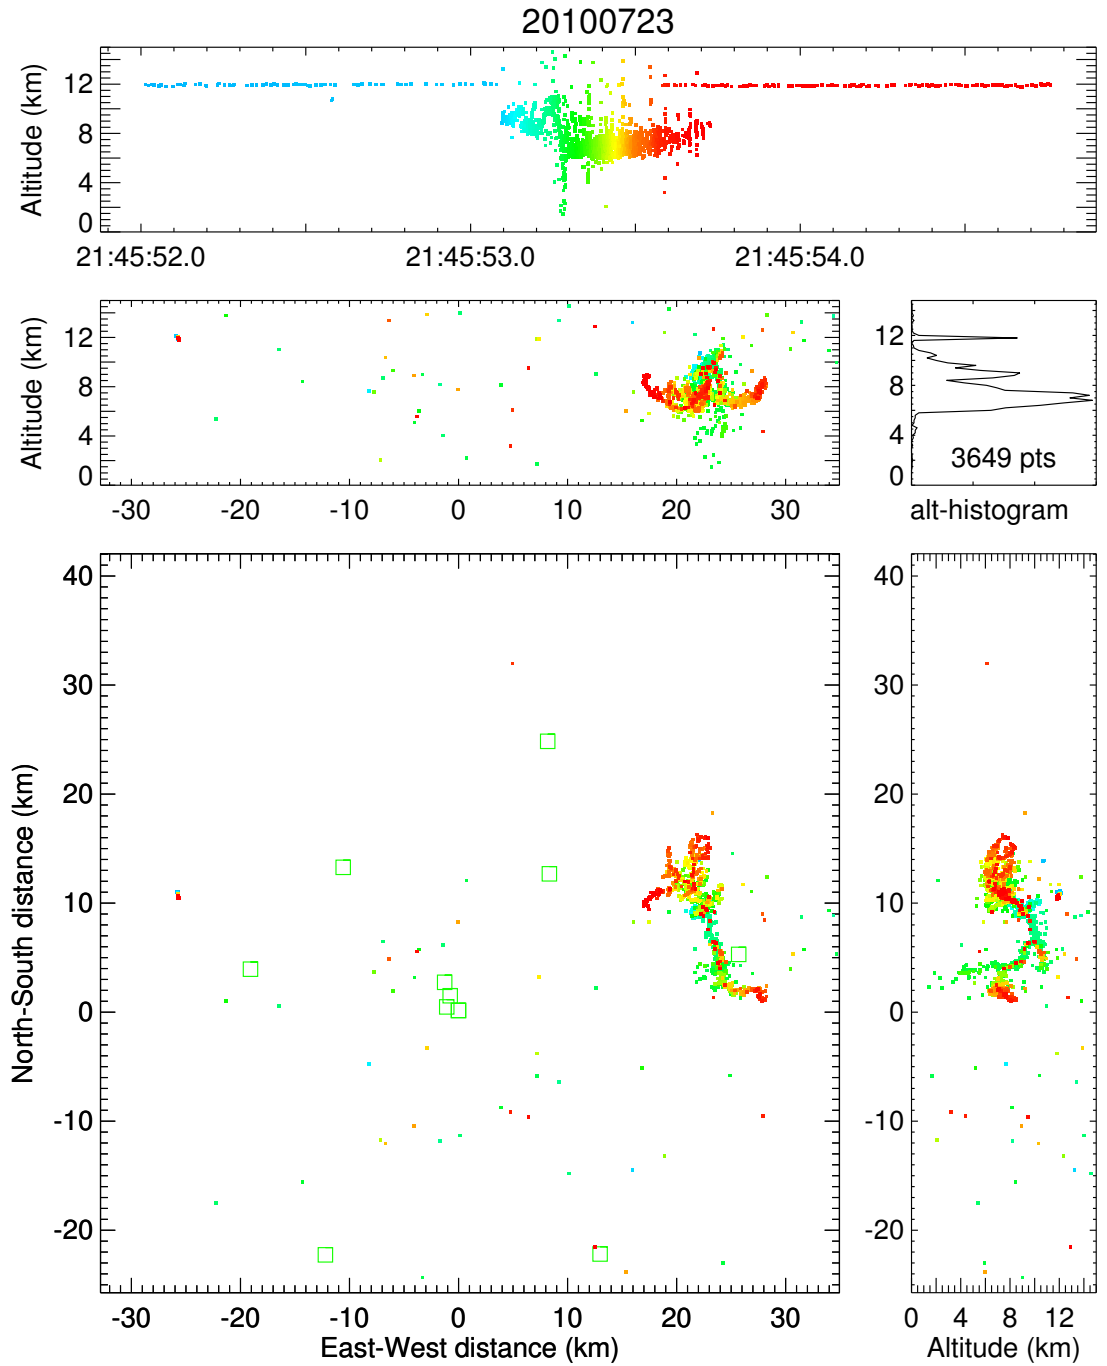 20100723
Altitude (km)
12
8
4
0
21:45:52.0 21:45:53.0 21:45:54.0
Altitude (km)
12
8
4
0
-30 -20 -10 0 10 20 30
12
8
4
0
3649 pts
alt-histogram
North-South distance (km)
40
30
20
10
0
-10
-20
-30 -20 -10 0 10 20 30
East-West distance (km)
40
30
20
10
0
-10
-20
0 4 8 12
Altitude (km)